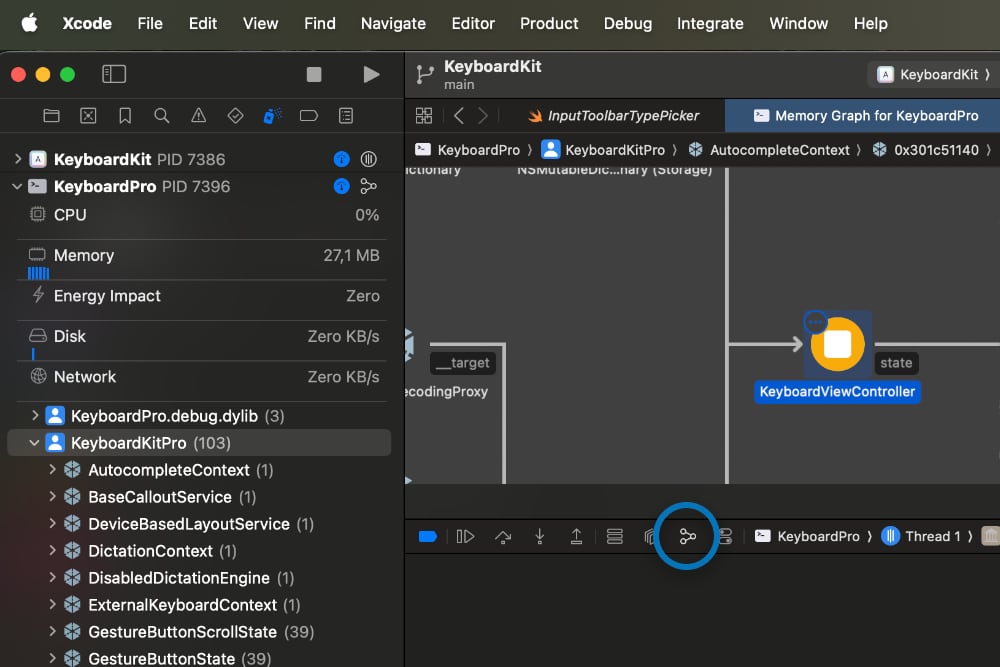 Xcode File Edit View Find Navigate Editor Product Debug Integrate Window Help
KeyboardKit
main
KeyboardKit
InputToolbarTypePicker
Memory Graph for KeyboardPro
KeyboardPro KeyboardKitPro AutocompleteContext 0x301c51140
KeyboardKit PID 7386
KeyboardPro PID 7396
CPU 0%
Memory 27,1 MB
Energy Impact Zero
Disk Zero KB/s
Network Zero KB/s
KeyboardPro.debug.dylib (3)
KeyboardKitPro (103)
AutocompleteContext (1)
BaseCalloutService (1)
DeviceBasedLayoutService (1)
DictationContext (1)
DisabledDictationEngine (1)
ExternalKeyboardContext (1)
GestureButtonScrollState (39)
GestureButtonState (39)
ictionary
NSMutableDic...nary (Storage)
__target
ecodingProxy
state
KeyboardViewController
KeyboardPro Thread 1